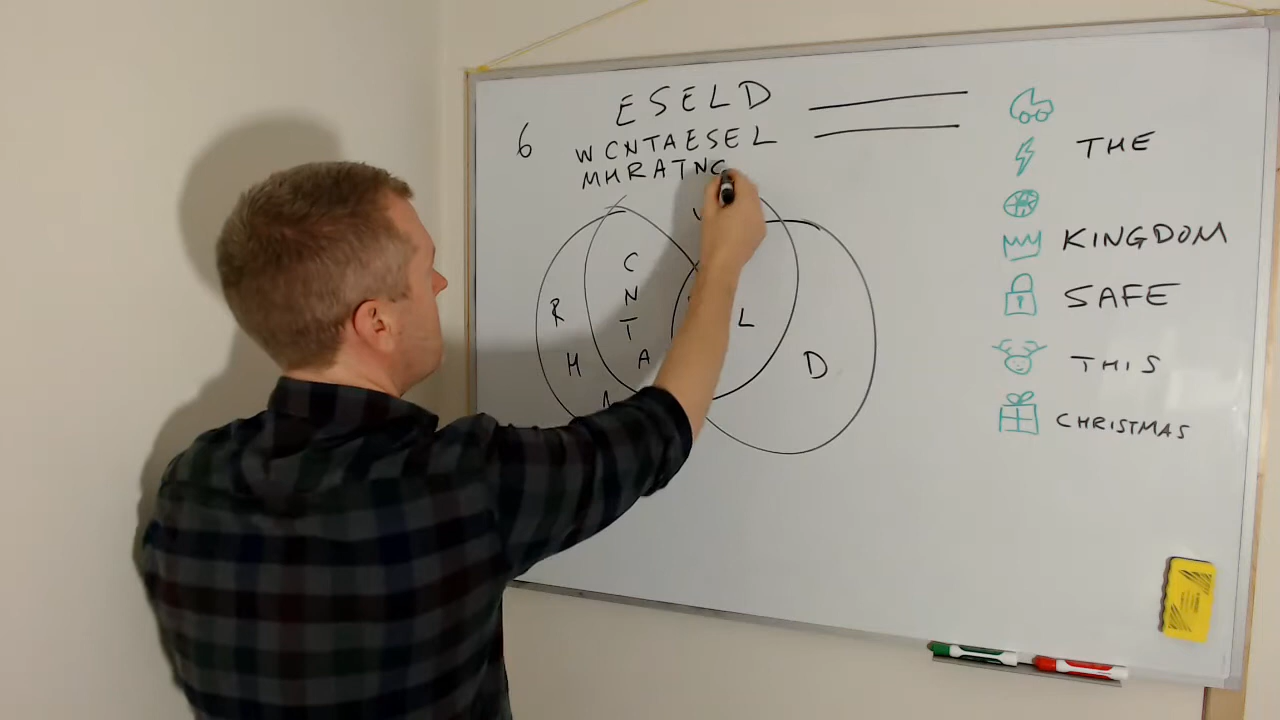 6
ESELD
WCNTAESEL
MHRATNC
C
N
T
A
R
H
L
D
THE
KINGDOM
SAFE
THIS
CHRISTMAS